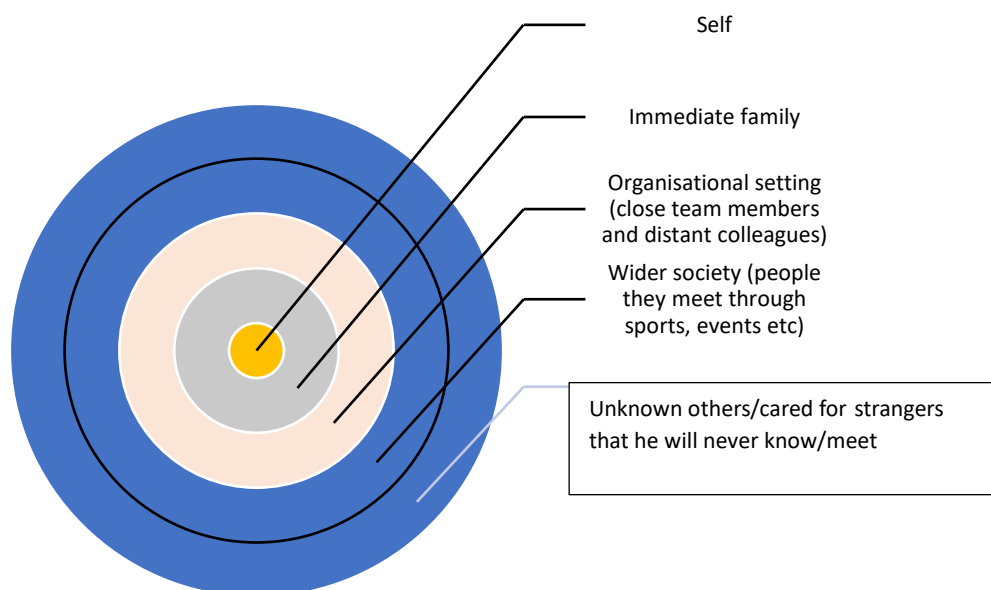 Self
Immediate family
Organisational setting
(close team members
and distant colleagues)
Wider society (people
they meet through
sports, events etc)
Unknown others/cared for strangers
that he will never know/meet